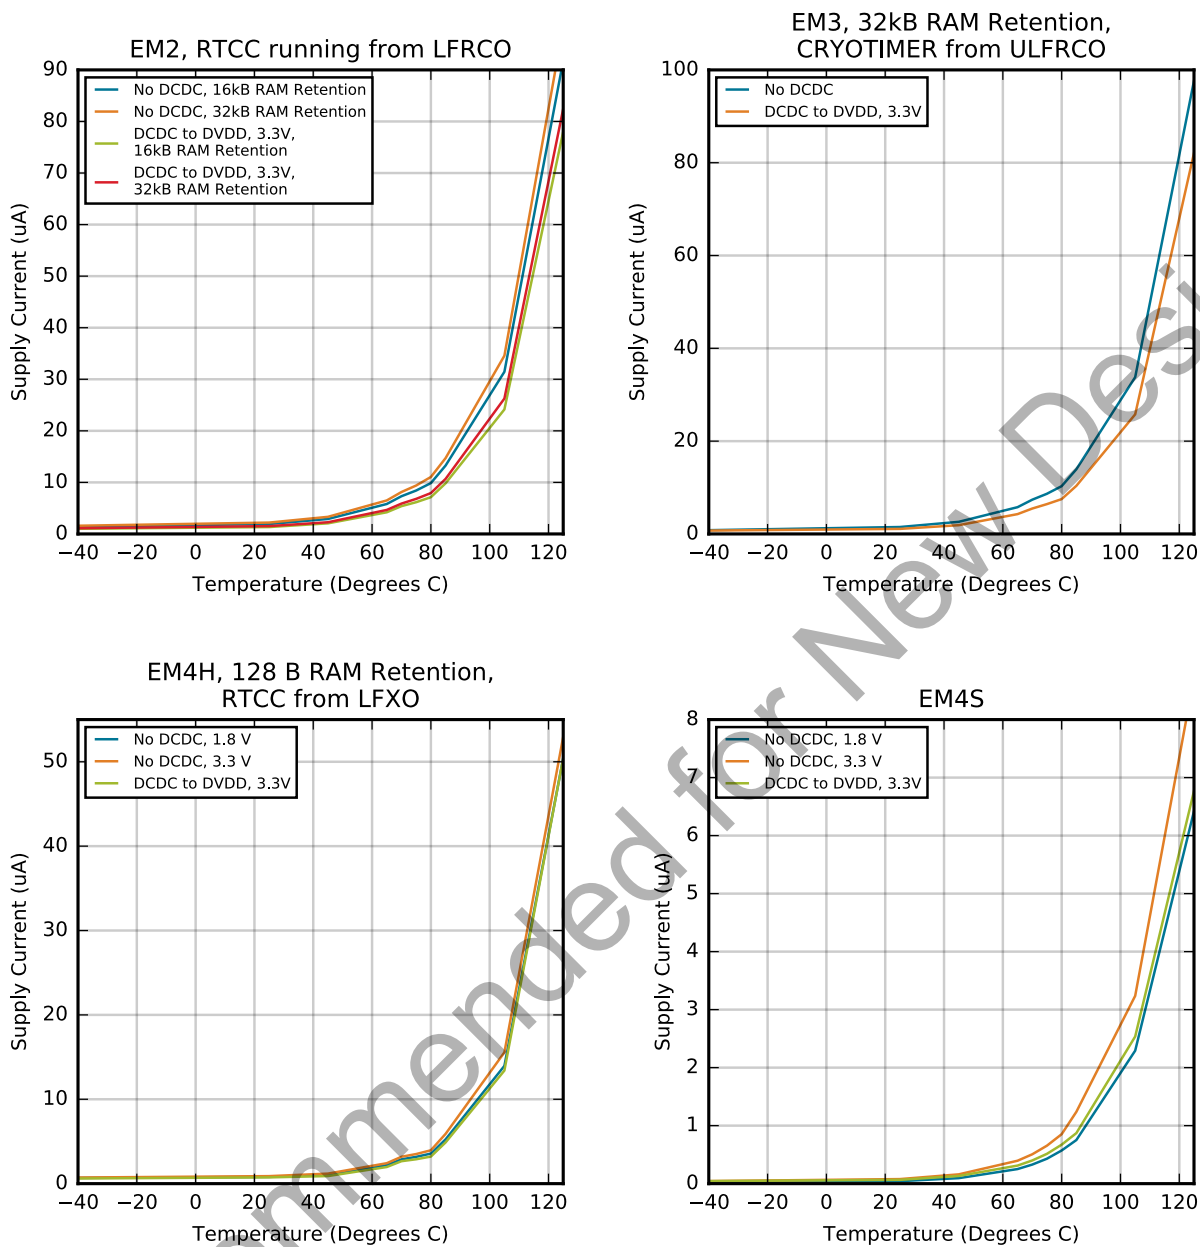 EM2, RTCC running from LFRCO
90
80
70
60
50
40
30
20
10
0
No DCDC, 16kB RAM Retention
No DCDC, 32kB RAM Retention
DCDC to DVDD, 3.3V,
16kB RAM Retention
DCDC to DVDD, 3.3V,
32kB RAM Retention
Supply Current (uA)
−40 −20 0 20 40 60 80 100 120
Temperature (Degrees C)
EM3, 32kB RAM Retention,
CRYOTIMER from ULFRCO
100
80
60
40
20
0
No DCDC
DCDC to DVDD, 3.3V
Supply Current (uA)
−40 −20 0 20 40 60 80 100 120
Temperature (Degrees C)
EM4H, 128 B RAM Retention,
RTCC from LFXO
50
40
30
20
10
0
No DCDC, 1.8 V
No DCDC, 3.3 V
DCDC to DVDD, 3.3V
Supply Current (uA)
−40 −20 0 20 40 60 80 100 120
Temperature (Degrees C)
EM4S
8
7
6
5
4
3
2
1
0
No DCDC, 1.8 V
No DCDC, 3.3 V
DCDC to DVDD, 3.3V
Supply Current (uA)
−40 −20 0 20 40 60 80 100 120
Temperature (Degrees C)
mmended for New Desi